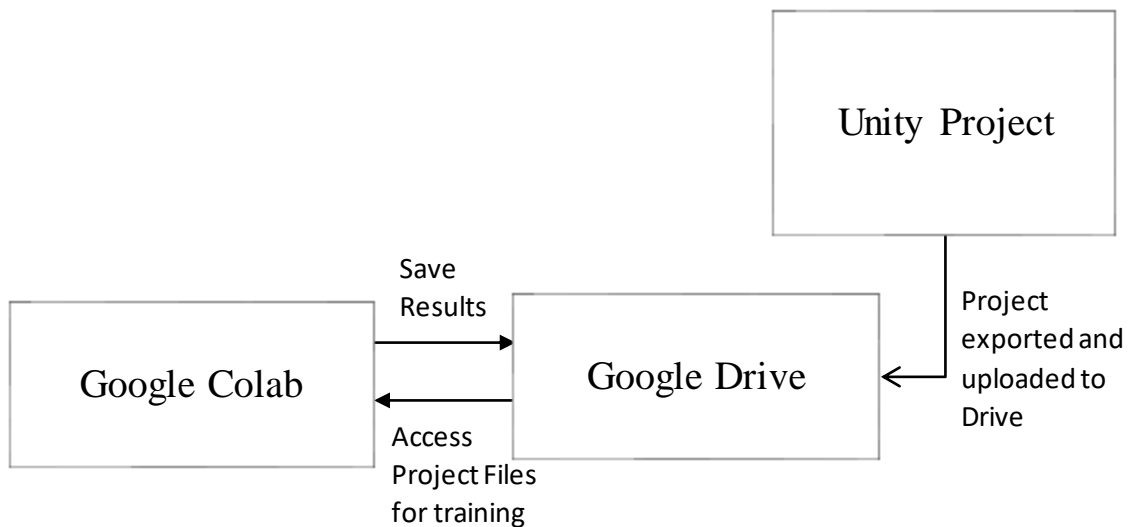 Unity Project
Save
Results
Project
exported and
uploaded to
Drive
Google Colab
Google Drive
Access
Project Files
for training